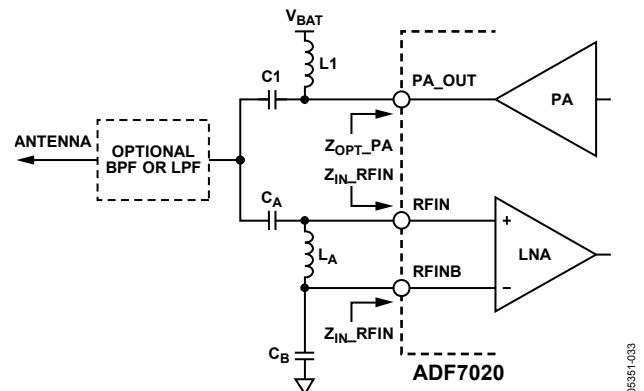 VBAT
L1
C1
PA_OUT
PA
ANTENNA
OPTIONAL
BPF OR LPF
ZOPT_PA
ZIN_RFIN
CA
RFIN
+
LA
LNA
RFINB
−
ZIN_RFIN
CB
ADF7020
05351-033